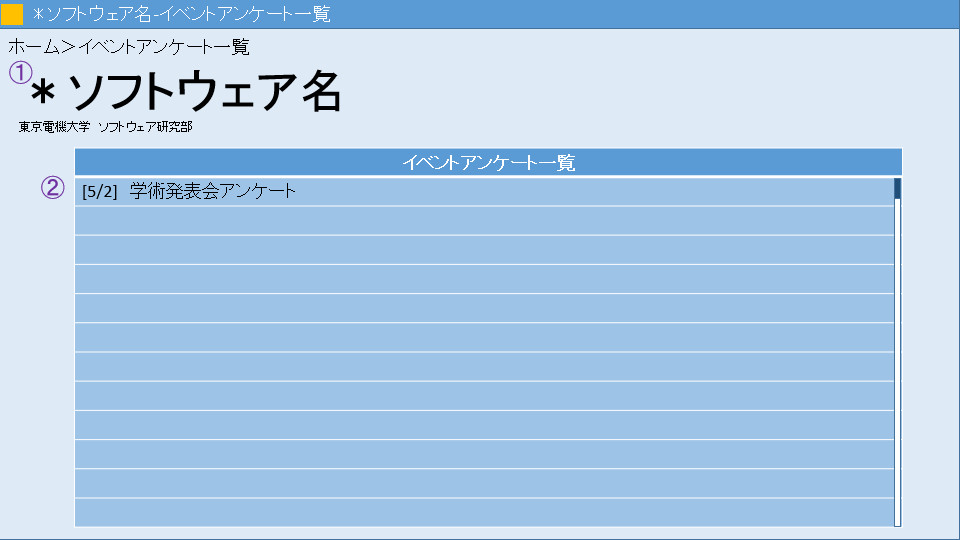 ＊ソフトウェア名-イベントアンケート一覧
ホーム＞イベントアンケート一覧
①
＊ソフトウェア名
東京電機大学　ソフトウェア研究部
イベントアンケート一覧
②
[5/2]　学術発表会アンケート